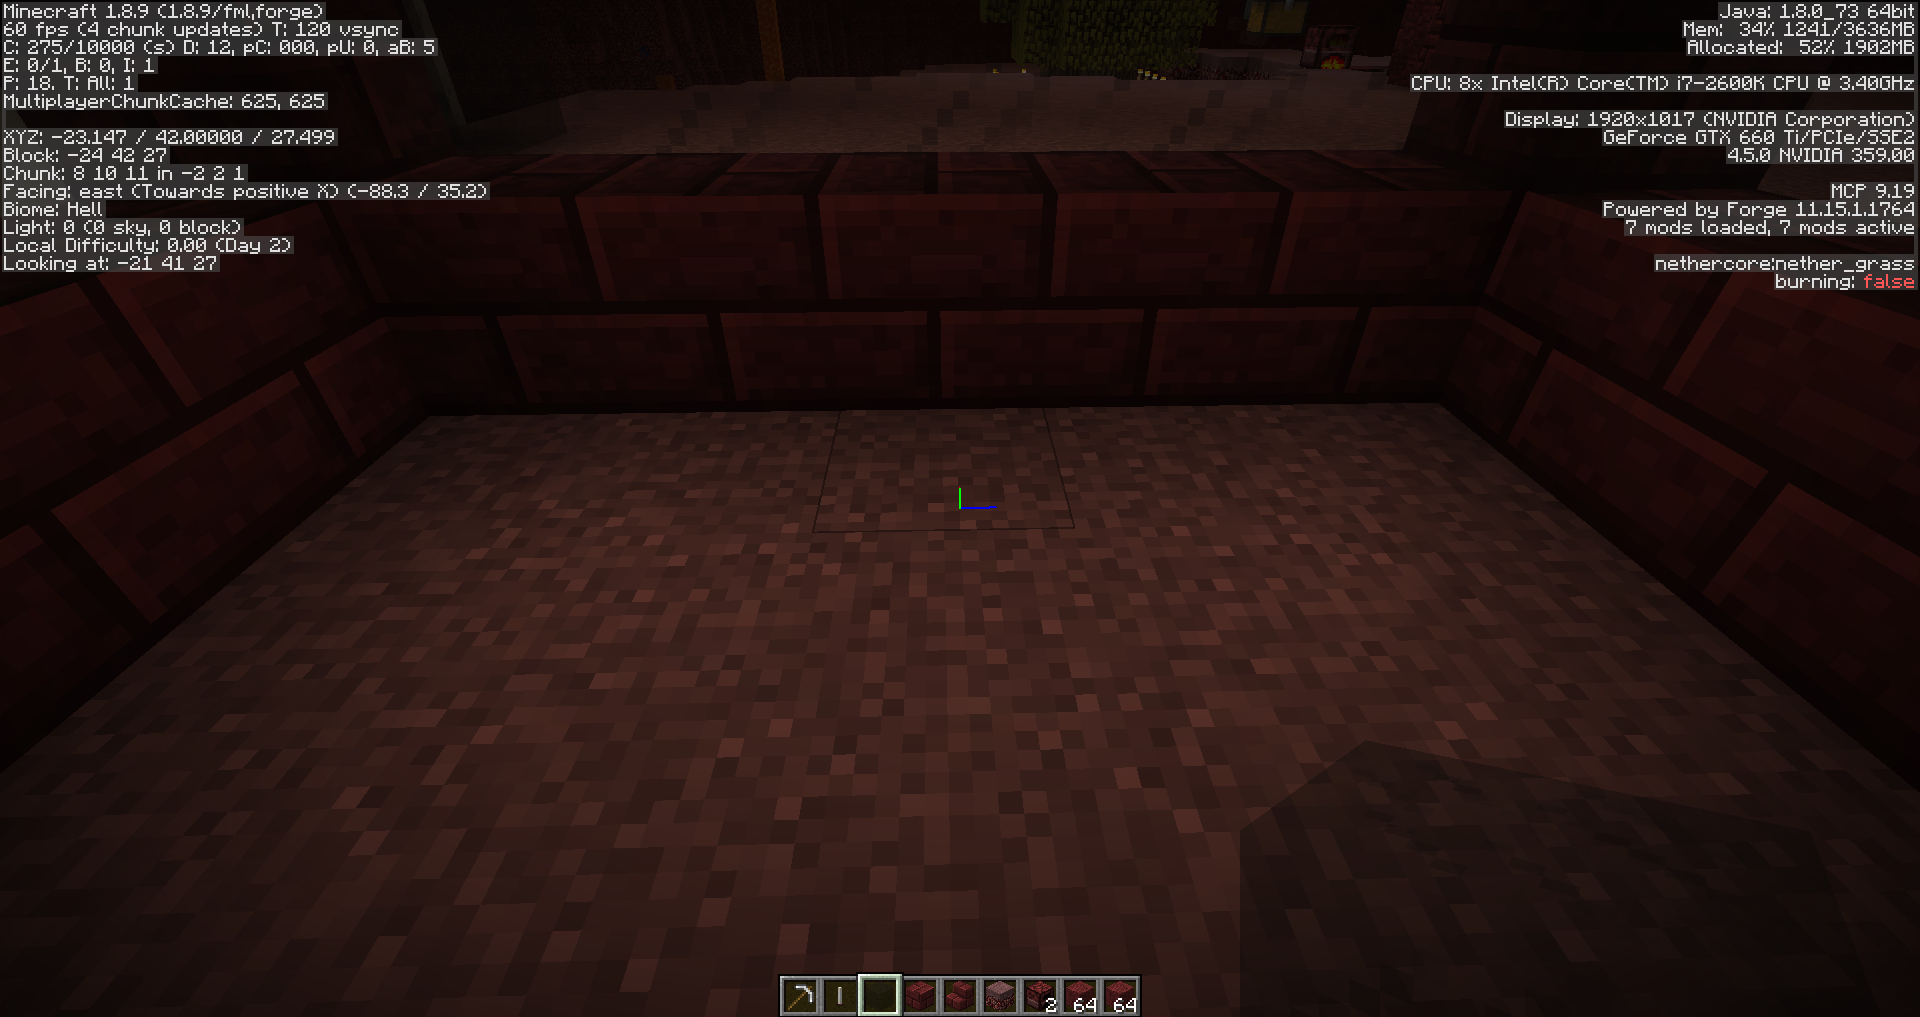 Minecraft 1.8.9 (1.8.9/fml,forge)
60 fps (4 chunk updates) T: 120 vsync
C: 275/10000 (s) D: 12, pC: 000, pU: 0, aB: 5
E: 0/1, B: 0, I: 1
P: 18. T: All: 1
MultiplayerChunkCache: 625, 625
XYZ: -23.147 / 42.00000 / 27.499
Block: -24 42 27
Chunk: 8 10 11 in -2 2 1
Facing: east (Towards positive X) (-88.3 / 35.2)
Biome: Hell
Light: 0 (0 sky, 0 block)
Local Difficulty: 0.00 (Day 2)
Looking at: -21 41 27
Java: 1.8.0_73 64bit
Mem: 34% 1241/3636MB
Allocated: 52% 1902MB
CPU: 8x Intel(R) Core(TM) i7-2600K CPU @ 3.40GHz
Display: 1920x1017 (NVIDIA Corporation)
GeForce GTX 660 Ti/PCIe/SSE2
4.5.0 NVIDIA 359.00
MCP 9.19
Powered by Forge 11.15.1.1764
7 mods loaded, 7 mods active
nethercore:nether_grass
burning: false
2
64
64